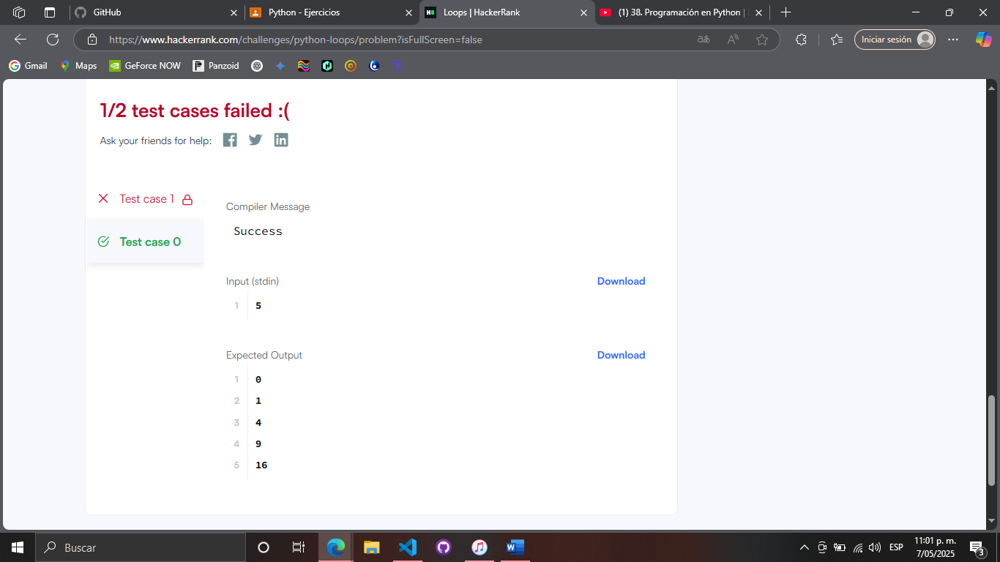 GitHub
Python - Ejercicios
Loops | HackerRank
(1) 38. Programación en Python |
https://www.hackerrank.com/challenges/python-loops/problem?isFullScreen=false
Iniciar sesión
Gmail
Maps
GeForce NOW
Panzoid
1/2 test cases failed :(
Ask your friends for help:
Test case 1
Test case 0
Compiler Message
Success
Input (stdin)
Download
1 5
Expected Output
Download
1 0
2 1
3 4
4 9
5 16
Buscar
ESP
11:01 p. m.
7/05/2025
3